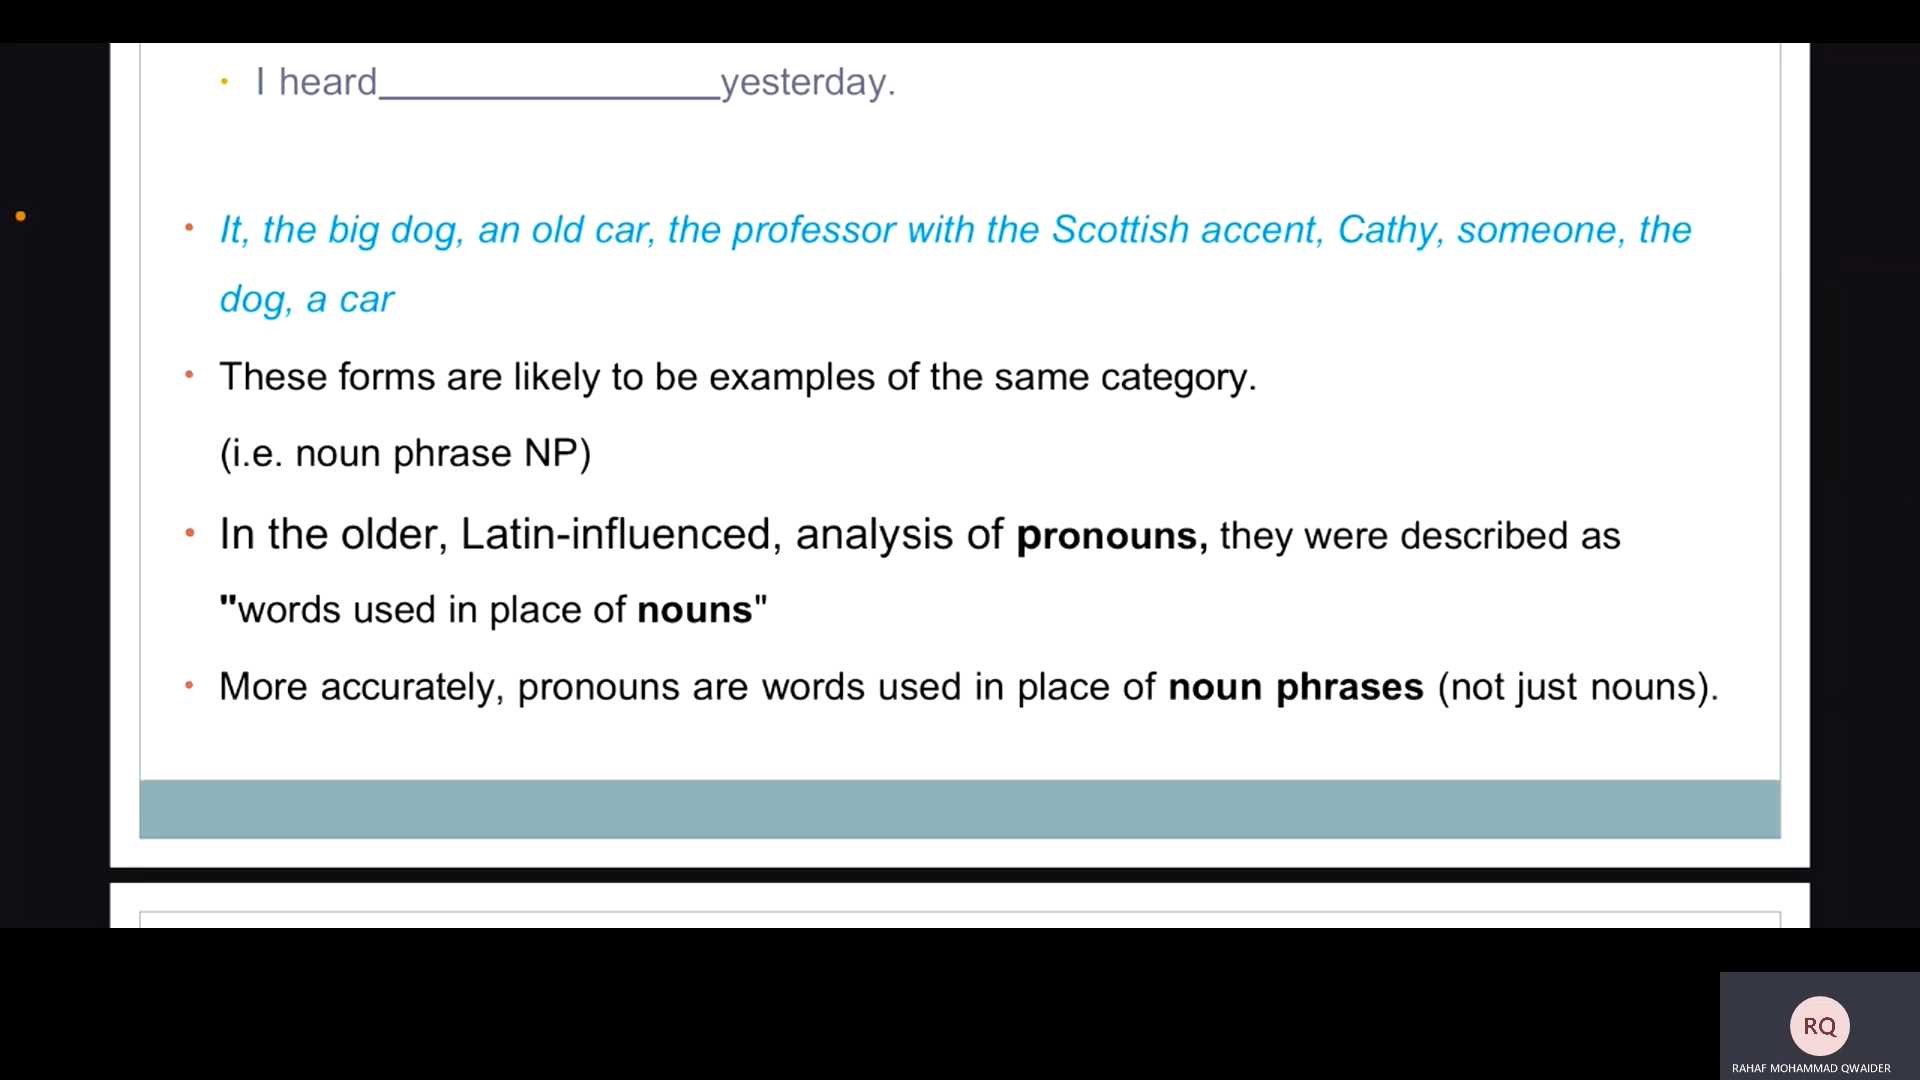 • I heard_________________yesterday.
• It, the big dog, an old car, the professor with the Scottish accent, Cathy, someone, the
dog, a car
• These forms are likely to be examples of the same category.
(i.e. noun phrase NP)
• In the older, Latin-influenced, analysis of pronouns, they were described as
"words used in place of nouns"
• More accurately, pronouns are words used in place of noun phrases (not just nouns).
RQ
RAHAF MOHAMMAD QWAIDER